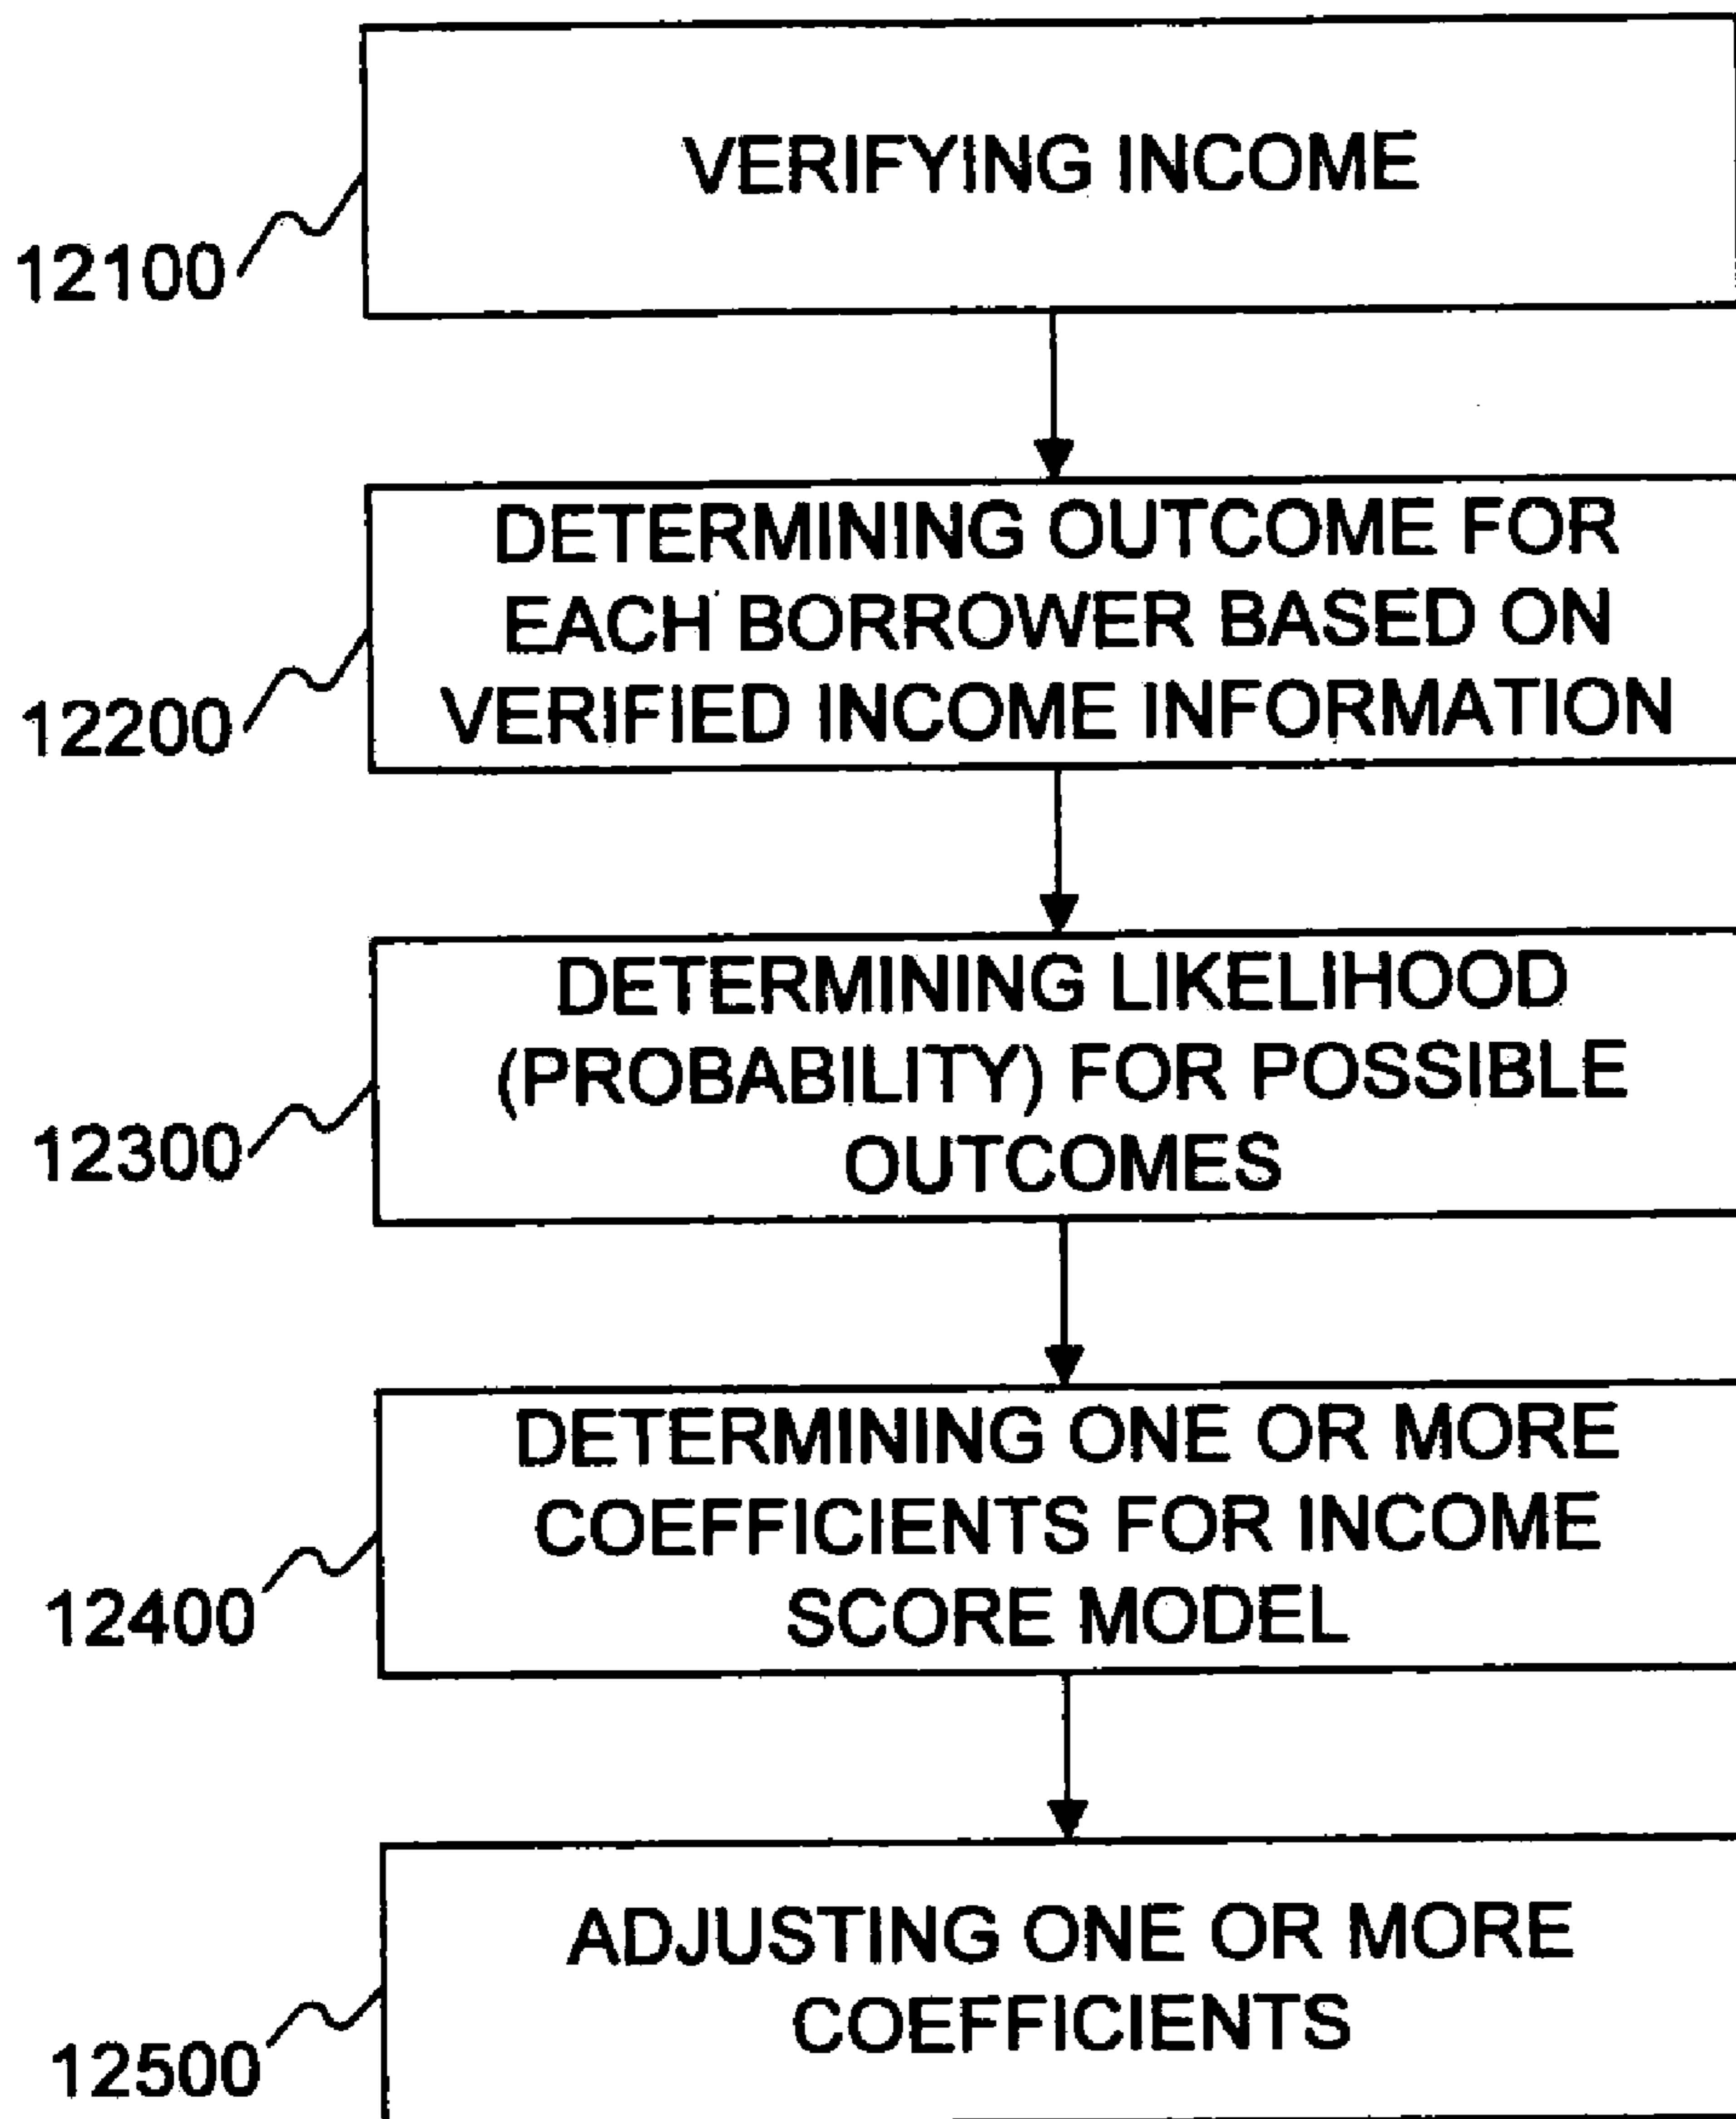 VERIFYING INCOME
12100
DETERMINING OUTCOME FOR
EACH BORROWER BASED ON
VERIFIED INCOME INFORMATION
12200
DETERMINING LIKELIHOOD
(PROBABILITY) FOR POSSIBLE
OUTCOMES
12300
DETERMINING ONE OR MORE
COEFFICIENTS FOR INCOME
SCORE MODEL
12400
ADJUSTING ONE OR MORE
COEFFICIENTS
12500